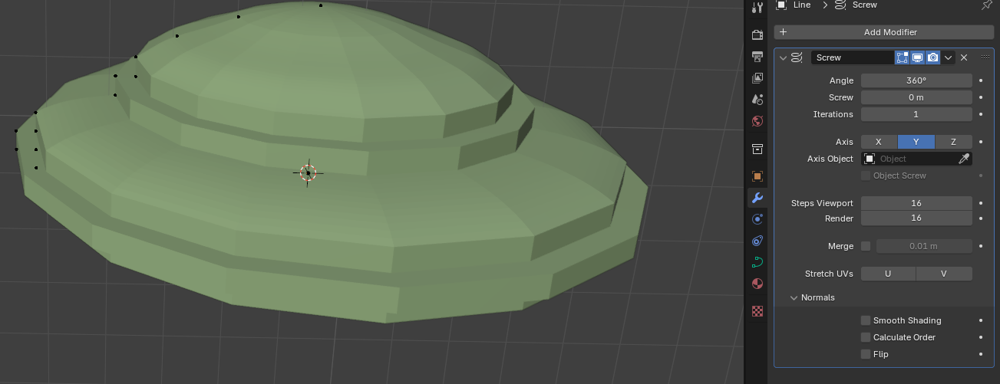 Line > Screw
+ Add Modifier
Screw
Angle 360°
Screw 0 m
Iterations 1
Axis X Y Z
Axis Object Object
Object Screw
Steps Viewport 16
Render 16
Merge 0.01 m
Stretch UVs U V
Normals
Smooth Shading
Calculate Order
Flip